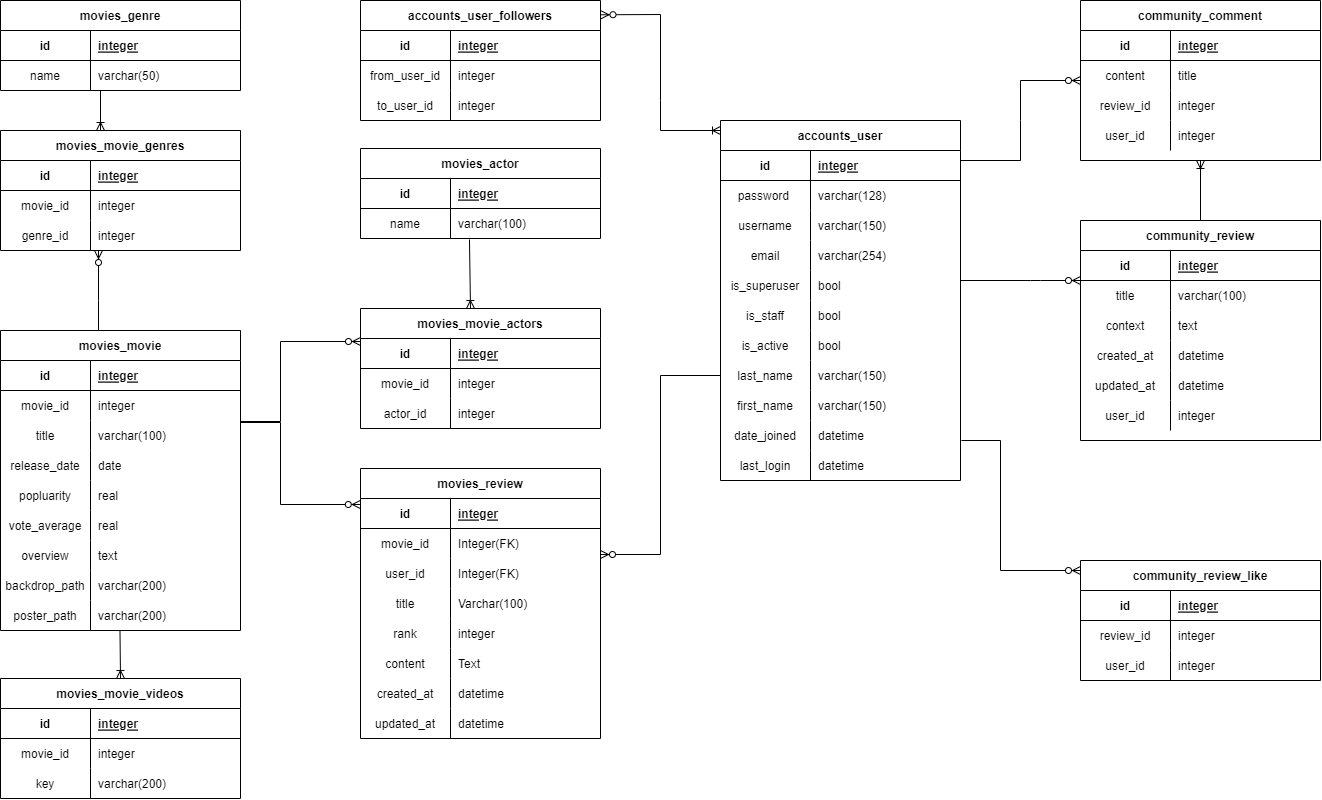 movies_genre
id integer
name varchar(50)
movies_movie_genres
id integer
movie_id integer
genre_id integer
movies_movie
id integer
movie_id integer
title varchar(100)
release_date date
popluarity real
vote_average real
overview text
backdrop_path varchar(200)
poster_path varchar(200)
movies_movie_videos
id integer
movie_id integer
key varchar(200)
accounts_user_followers
id integer
from_user_id integer
to_user_id integer
movies_actor
id integer
name varchar(100)
movies_movie_actors
id integer
movie_id integer
actor_id integer
movies_review
id integer
movie_id Integer(FK)
user_id Integer(FK)
title Varchar(100)
rank integer
content Text
created_at datetime
updated_at datetime
accounts_user
id integer
password varchar(128)
username varchar(150)
email varchar(254)
is_superuser bool
is_staff bool
is_active bool
last_name varchar(150)
first_name varchar(150)
date_joined datetime
last_login datetime
community_comment
id integer
content title
review_id integer
user_id integer
community_review
id integer
title varchar(100)
context text
created_at datetime
updated_at datetime
user_id integer
community_review_like
id integer
review_id integer
user_id integer